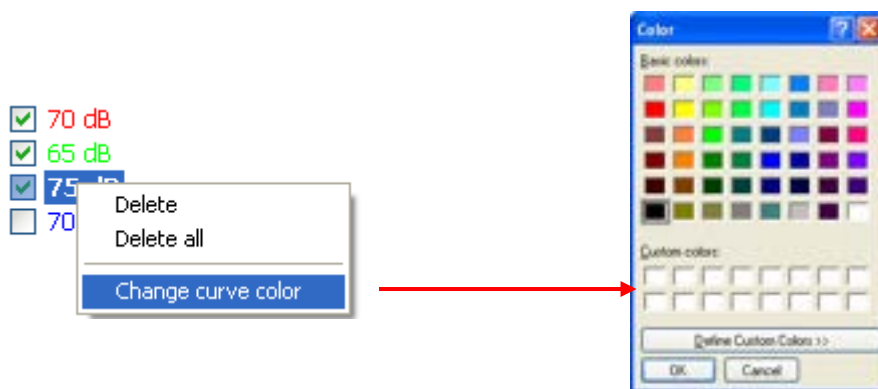 70 dB
65 dB
75 dB
70
Delete
Delete all
Change curve color
Color
Basic colors:
Custom colors:
Define Custom Colors >>
OK
Cancel